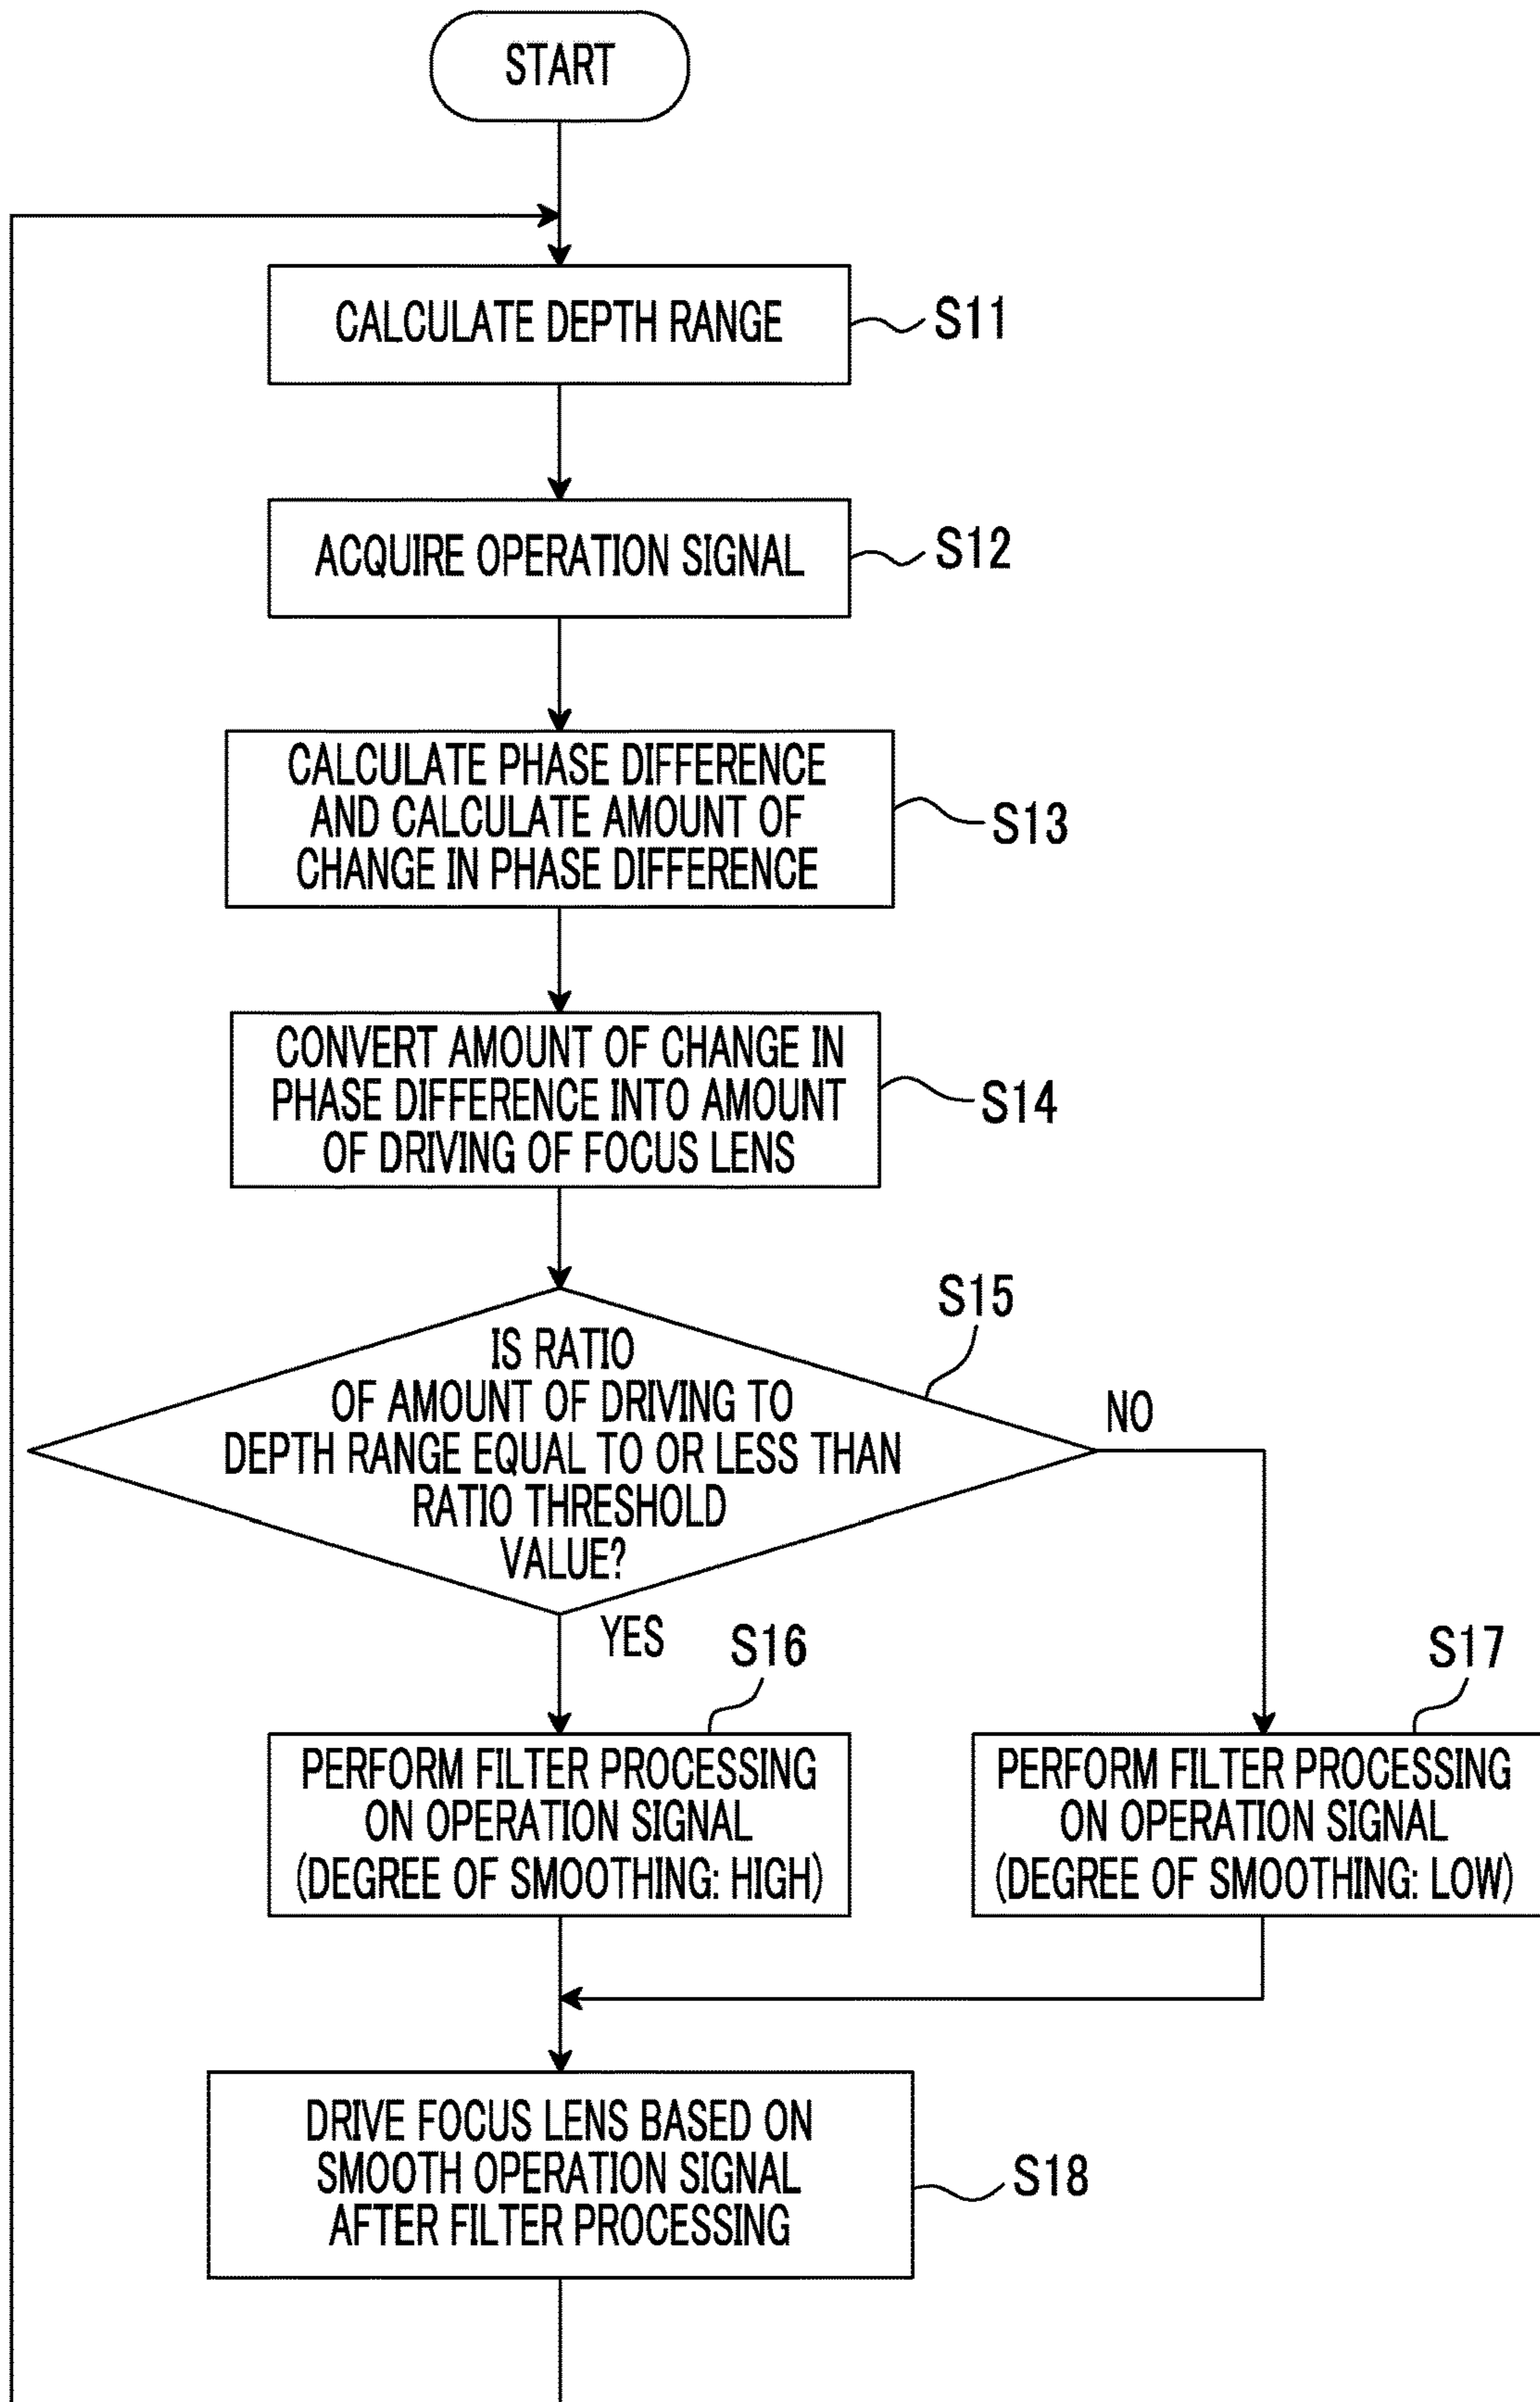 START
CALCULATE DEPTH RANGE
S11
ACQUIRE OPERATION SIGNAL
S12
CALCULATE PHASE DIFFERENCE
AND CALCULATE AMOUNT OF
CHANGE IN PHASE DIFFERENCE
S13
CONVERT AMOUNT OF CHANGE IN
PHASE DIFFERENCE INTO AMOUNT
OF DRIVING OF FOCUS LENS
S14
S15
IS RATIO
OF AMOUNT OF DRIVING TO
DEPTH RANGE EQUAL TO OR LESS THAN
RATIO THRESHOLD
VALUE?
NO
YES
S16
PERFORM FILTER PROCESSING
ON OPERATION SIGNAL
(DEGREE OF SMOOTHING: HIGH)
S17
PERFORM FILTER PROCESSING
ON OPERATION SIGNAL
(DEGREE OF SMOOTHING: LOW)
DRIVE FOCUS LENS BASED ON
SMOOTH OPERATION SIGNAL
AFTER FILTER PROCESSING
S18